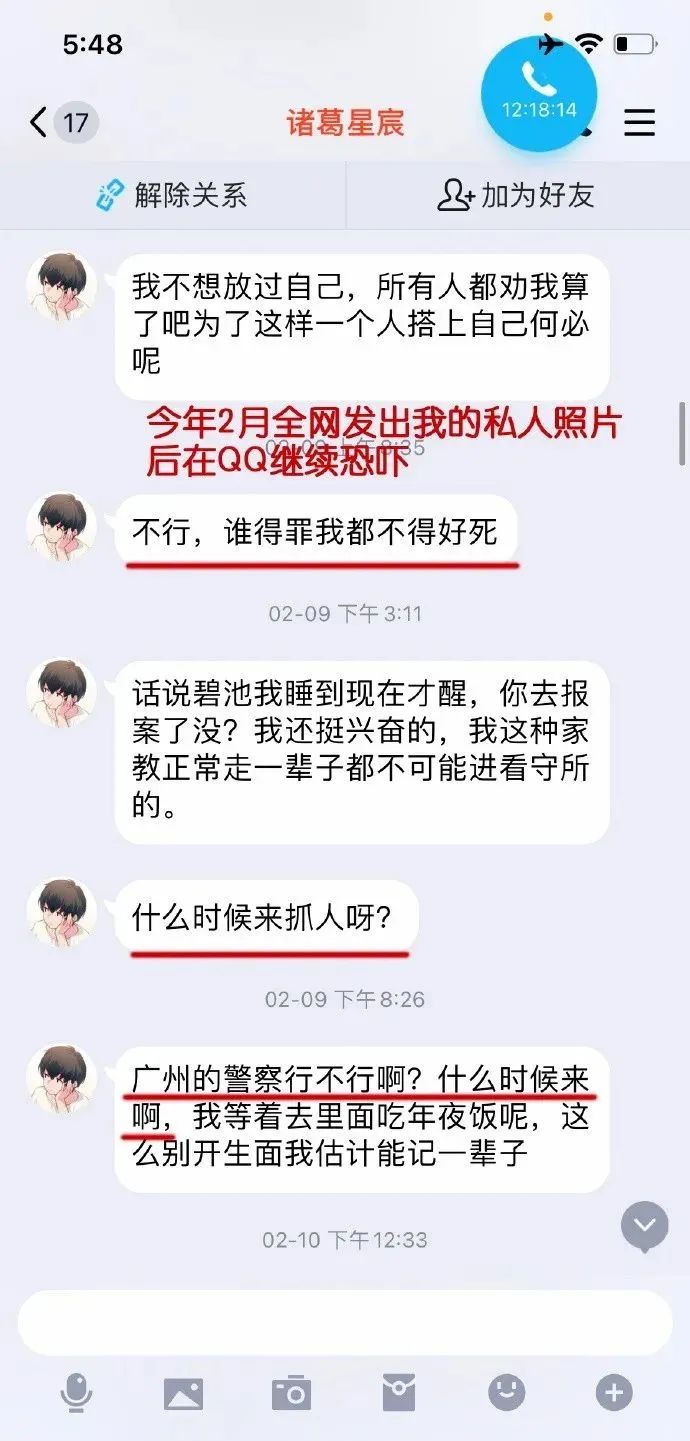 5:48
12:18:14
17
诸葛星宸
解除关系
加为好友
我不想放过自己，所有人都劝我算
了吧为了这样一个人搭上自己何必
呢
今年2月全网发出我的私人照片
后在QQ继续恐吓
02-09 上午8:35
不行，谁得罪我都不得好死
02-09 下午3:11
话说碧池我睡到现在才醒，你去报
案了没？我还挺兴奋的，我这种家
教正常走一辈子都不可能进看守所
的。
什么时候来抓人呀？
02-09 下午8:26
广州的警察行不行啊？什么时候来
啊，我等着去里面吃年夜饭呢，这
么别开生面我估计能记一辈子
02-10 下午12:33